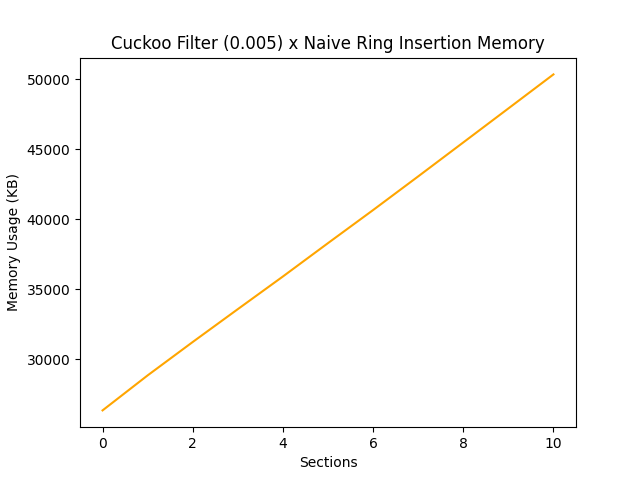 Cuckoo Filter (0.005) x Naive Ring Insertion Memory
50000
45000
40000
35000
30000
Memory Usage (KB)
0 2 4 6 8 10
Sections